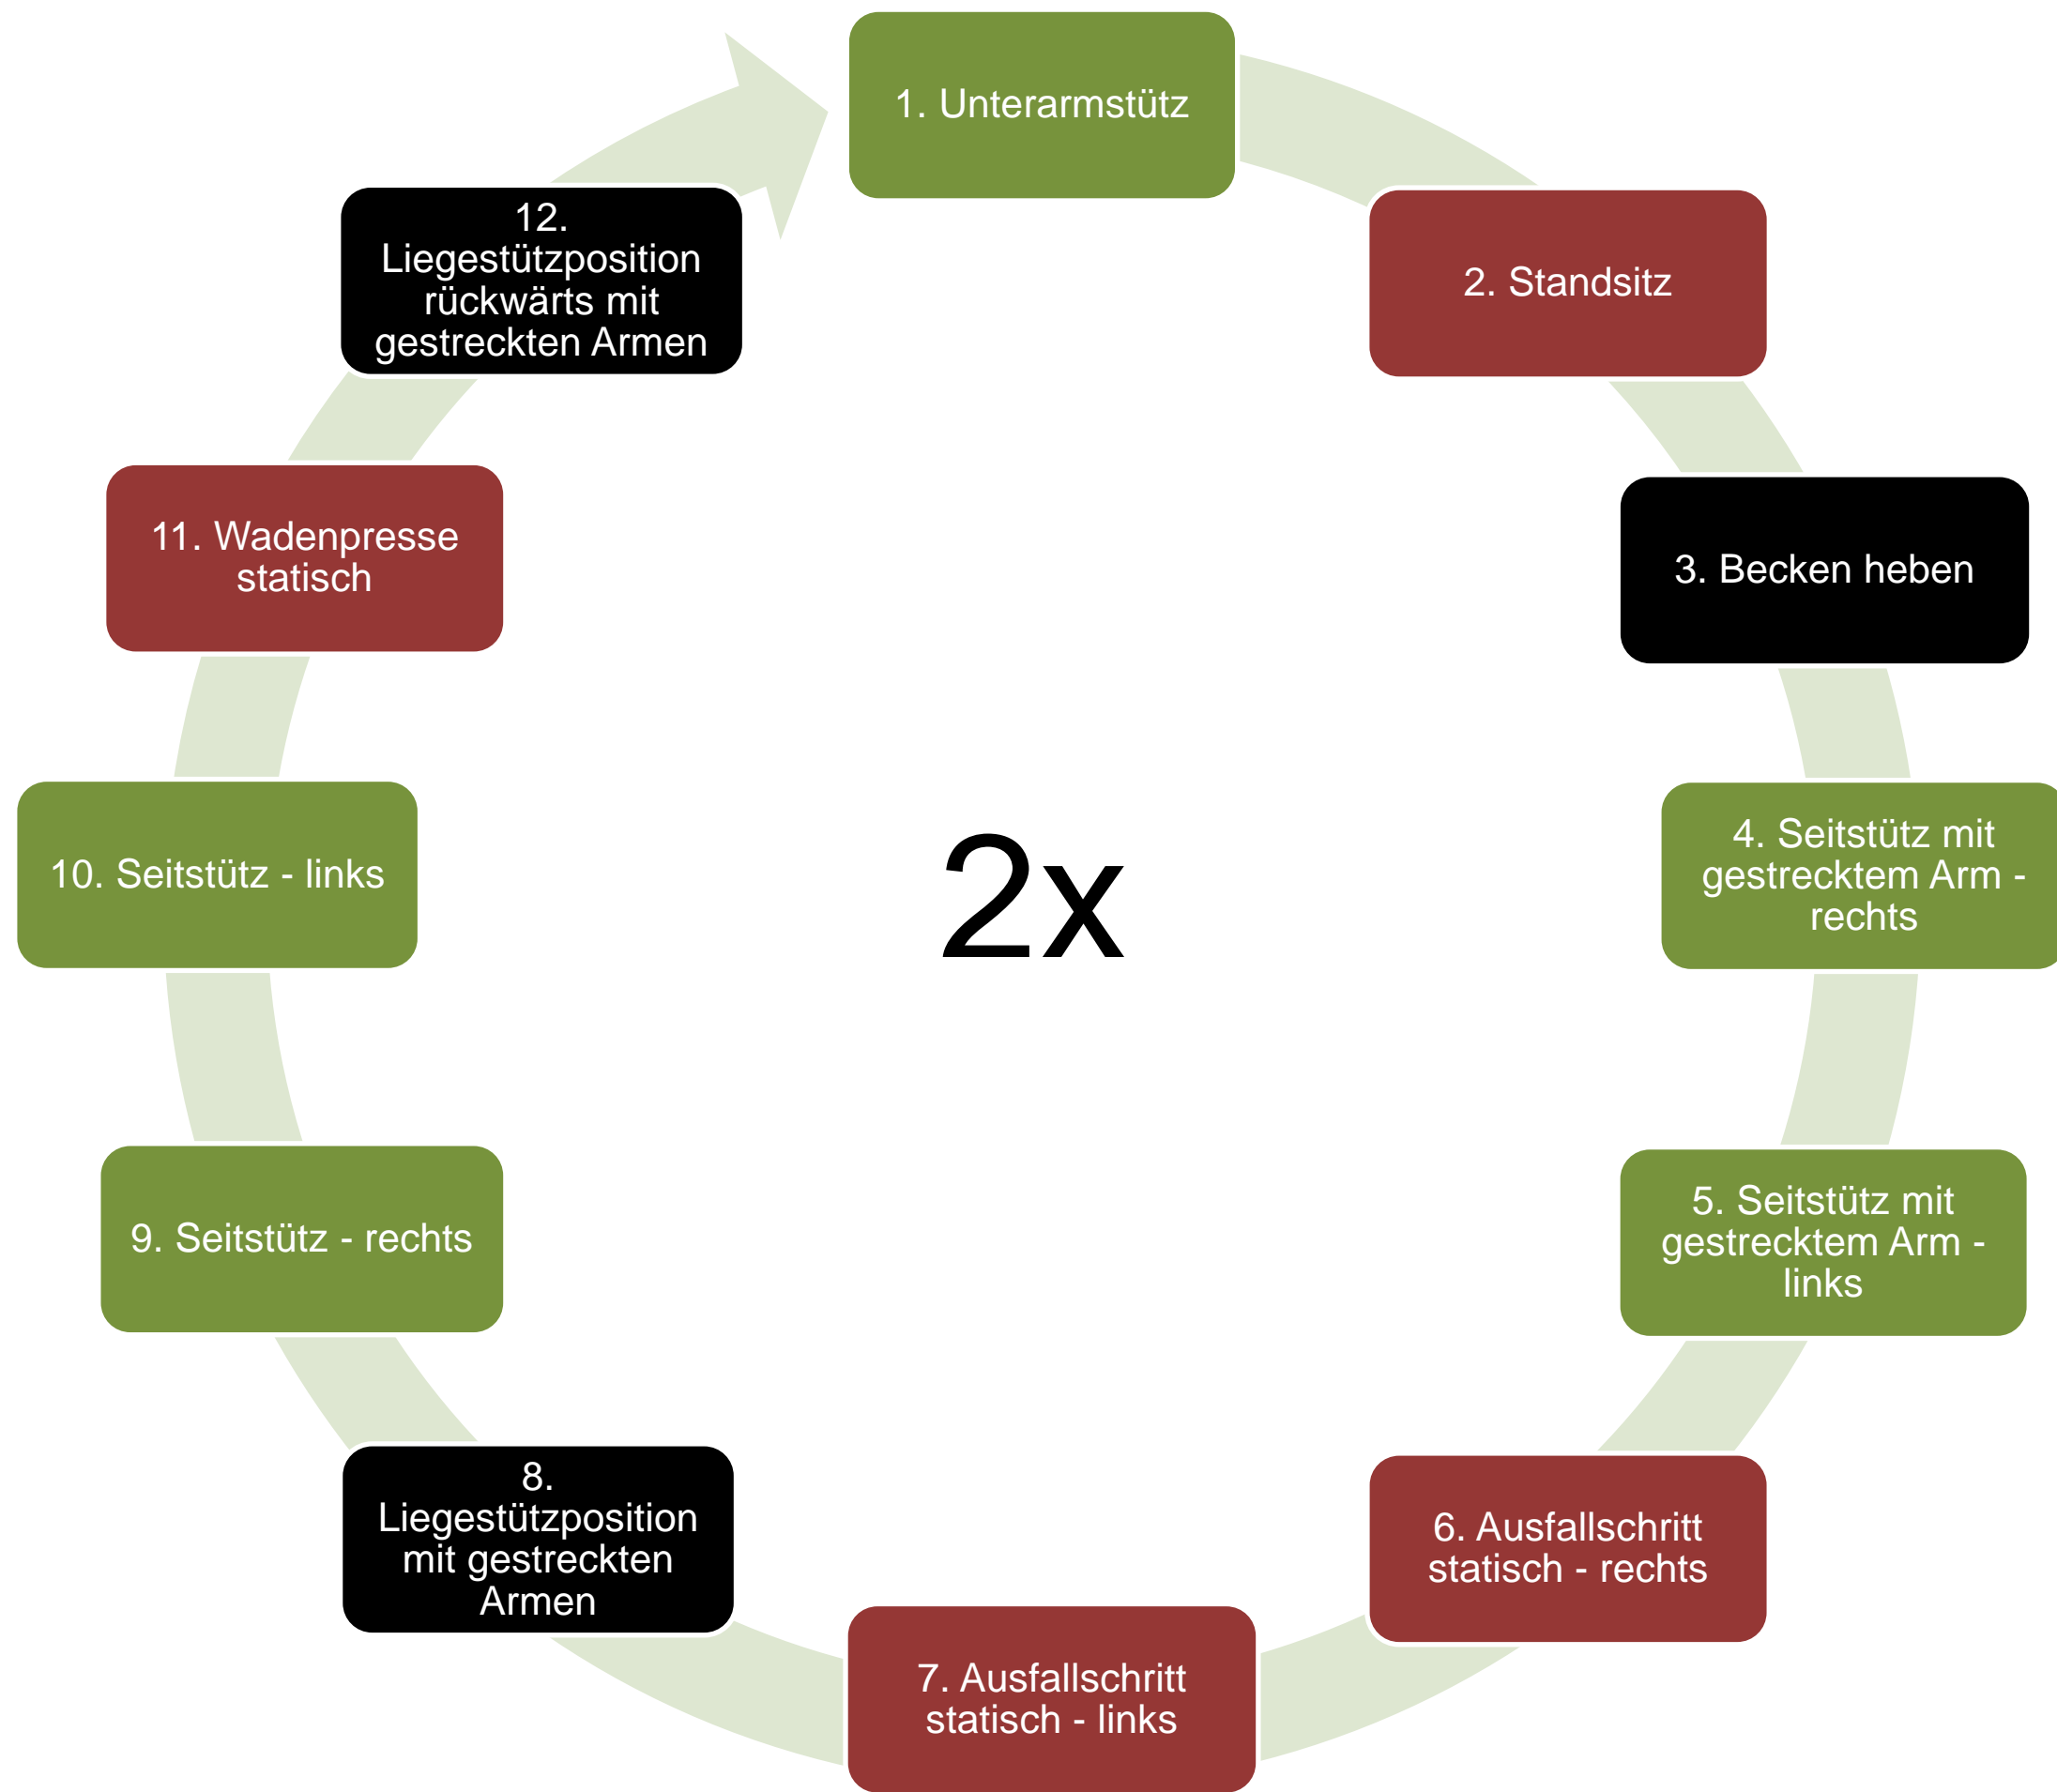 1. Unterarmstütz
2. Standsitz
3. Becken heben
4. Seitstütz mit
gestrecktem Arm -
rechts
5. Seitstütz mit
gestrecktem Arm -
links
6. Ausfallschritt
statisch - rechts
7. Ausfallschritt
statisch - links
8.
Liegestützposition
mit gestreckten
Armen
9. Seitstütz - rechts
10. Seitstütz - links
11. Wadenpresse
statisch
12.
Liegestützposition
rückwärts mit
gestreckten Armen
2x